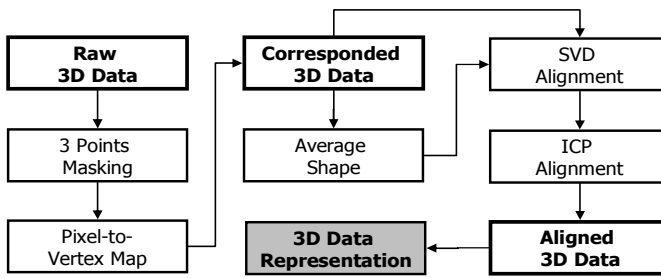 Raw
3D Data
3 Points
Masking
Pixel-to-
Vertex Map
Corresponded
3D Data
Average
Shape
SVD
Alignment
ICP
Alignment
Aligned
3D Data
3D Data
Representation